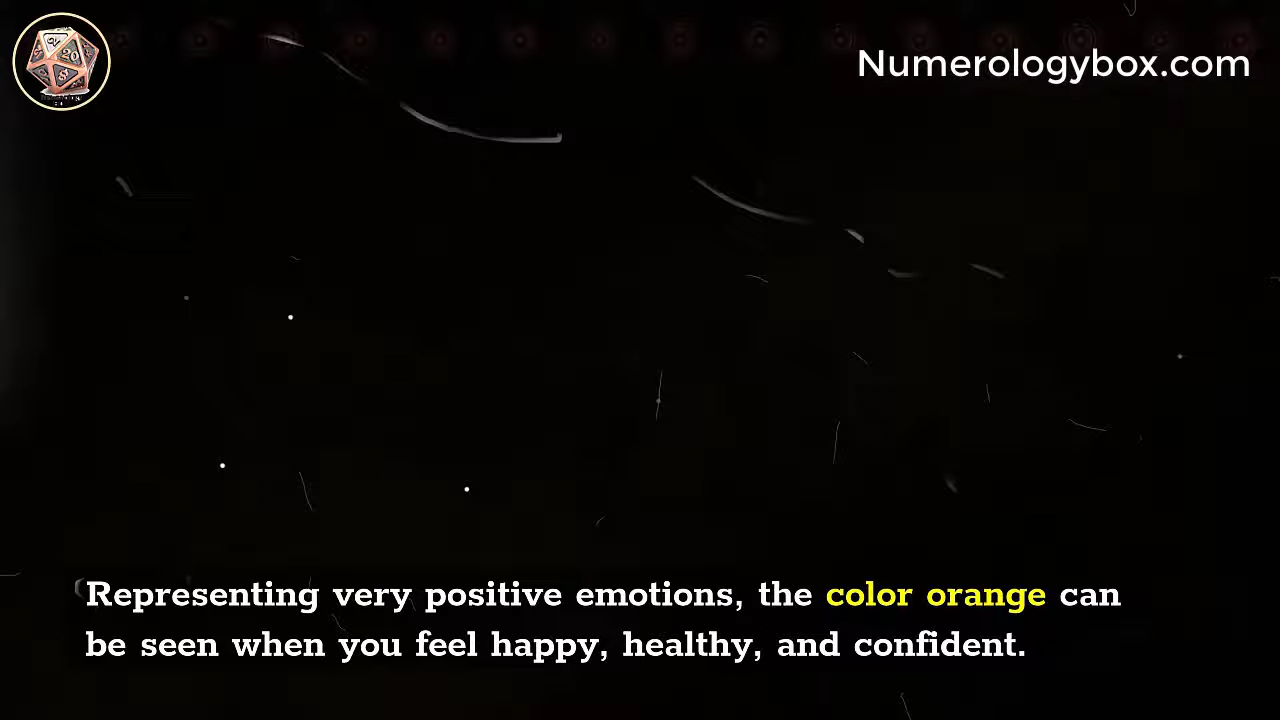 Numerologybox.com
20
Representing very positive emotions, the color orange can
be seen when you feel happy, healthy, and confident.